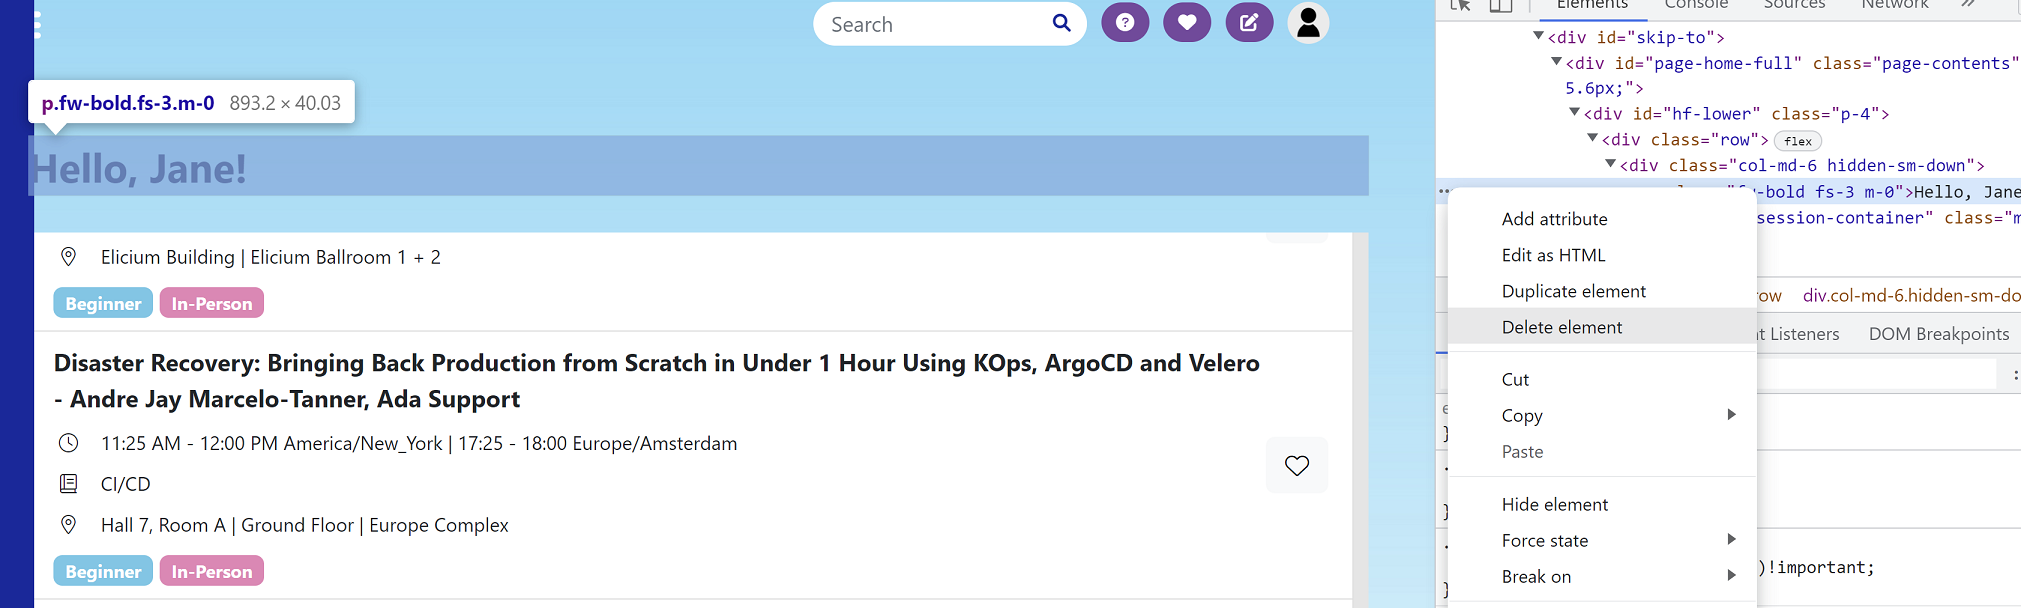 Search
p.fw-bold.fs-3.m-0 893.2 × 40.03
Hello, Jane!
Elicium Building | Elicium Ballroom 1 + 2
Beginner In-Person
Disaster Recovery: Bringing Back Production from Scratch in Under 1 Hour Using KOps, ArgoCD and Velero
- Andre Jay Marcelo-Tanner, Ada Support
11:25 AM - 12:00 PM America/New_York | 17:25 - 18:00 Europe/Amsterdam
CI/CD
Hall 7, Room A | Ground Floor | Europe Complex
Beginner In-Person
Elements Console Sources Network
<div id="skip-to">
<div id="page-home-full" class="page-contents"
5.6px;">
<div id="hf-lower" class="p-4">
<div class="row"> flex
<div class="col-md-6 hidden-sm-down">
-bold fs-3 m-0">Hello, Jane
session-container" class="m
Add attribute
Edit as HTML
Duplicate element
Delete element
Cut
Copy
Paste
Hide element
Force state
Break on
ow div.col-md-6.hidden-sm-do
t Listeners DOM Breakpoints
:
}
}
)!important;
}